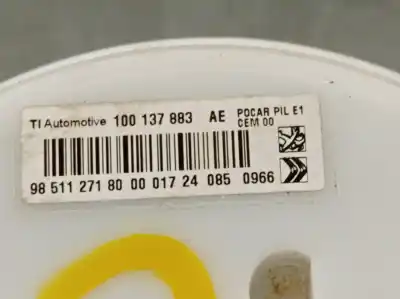 TI Automotive 100 137 883 AE POCAR PIL E1
CEM 00
98 511 271 80 00 017 24 085 0966